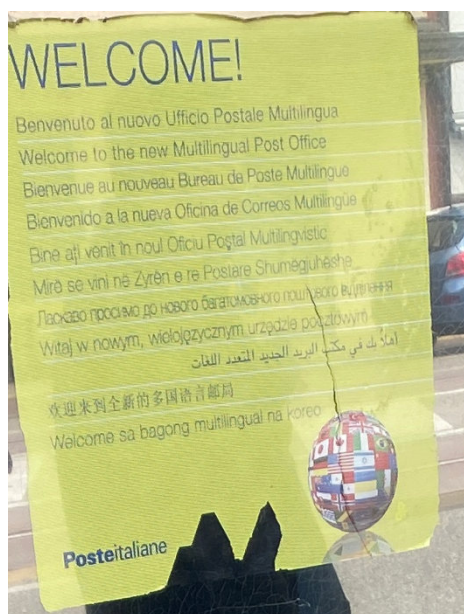 WELCOME!
Benvenuto al nuovo Ufficio Postale Multilingua
Welcome to the new Multilingual Post Office
Bienvenue au nouveau Bureau de Poste Multilingue
Bienvenido a la nueva Oficina de Correos Multilingüe
Bine aţi venit în noul Oficiu Poştal Multilingvistic
Mirë se vini në Zyrën e re Postare Shumëgjuhëshe
Ласкаво просимо до нового багатомовного поштового
Witaj w nowym, wielojęzycznym urzędzie pocztowym
أهلاً بك في مكتب البريد الجديد المتعدد اللغات
欢迎来到全新的多国语言邮局
Welcome sa bagong multilingual na koreo
Posteitaliane